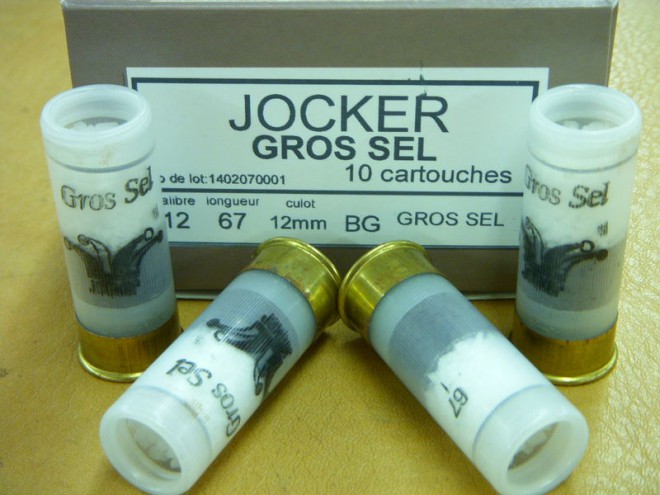 JOCKER
GROS SEL
10 cartouches
o de lot:1402070001
alibre longueur culot
12 67 12mm BG GROS SEL
Gros Sel
Gros Sel
Gros Sel
67